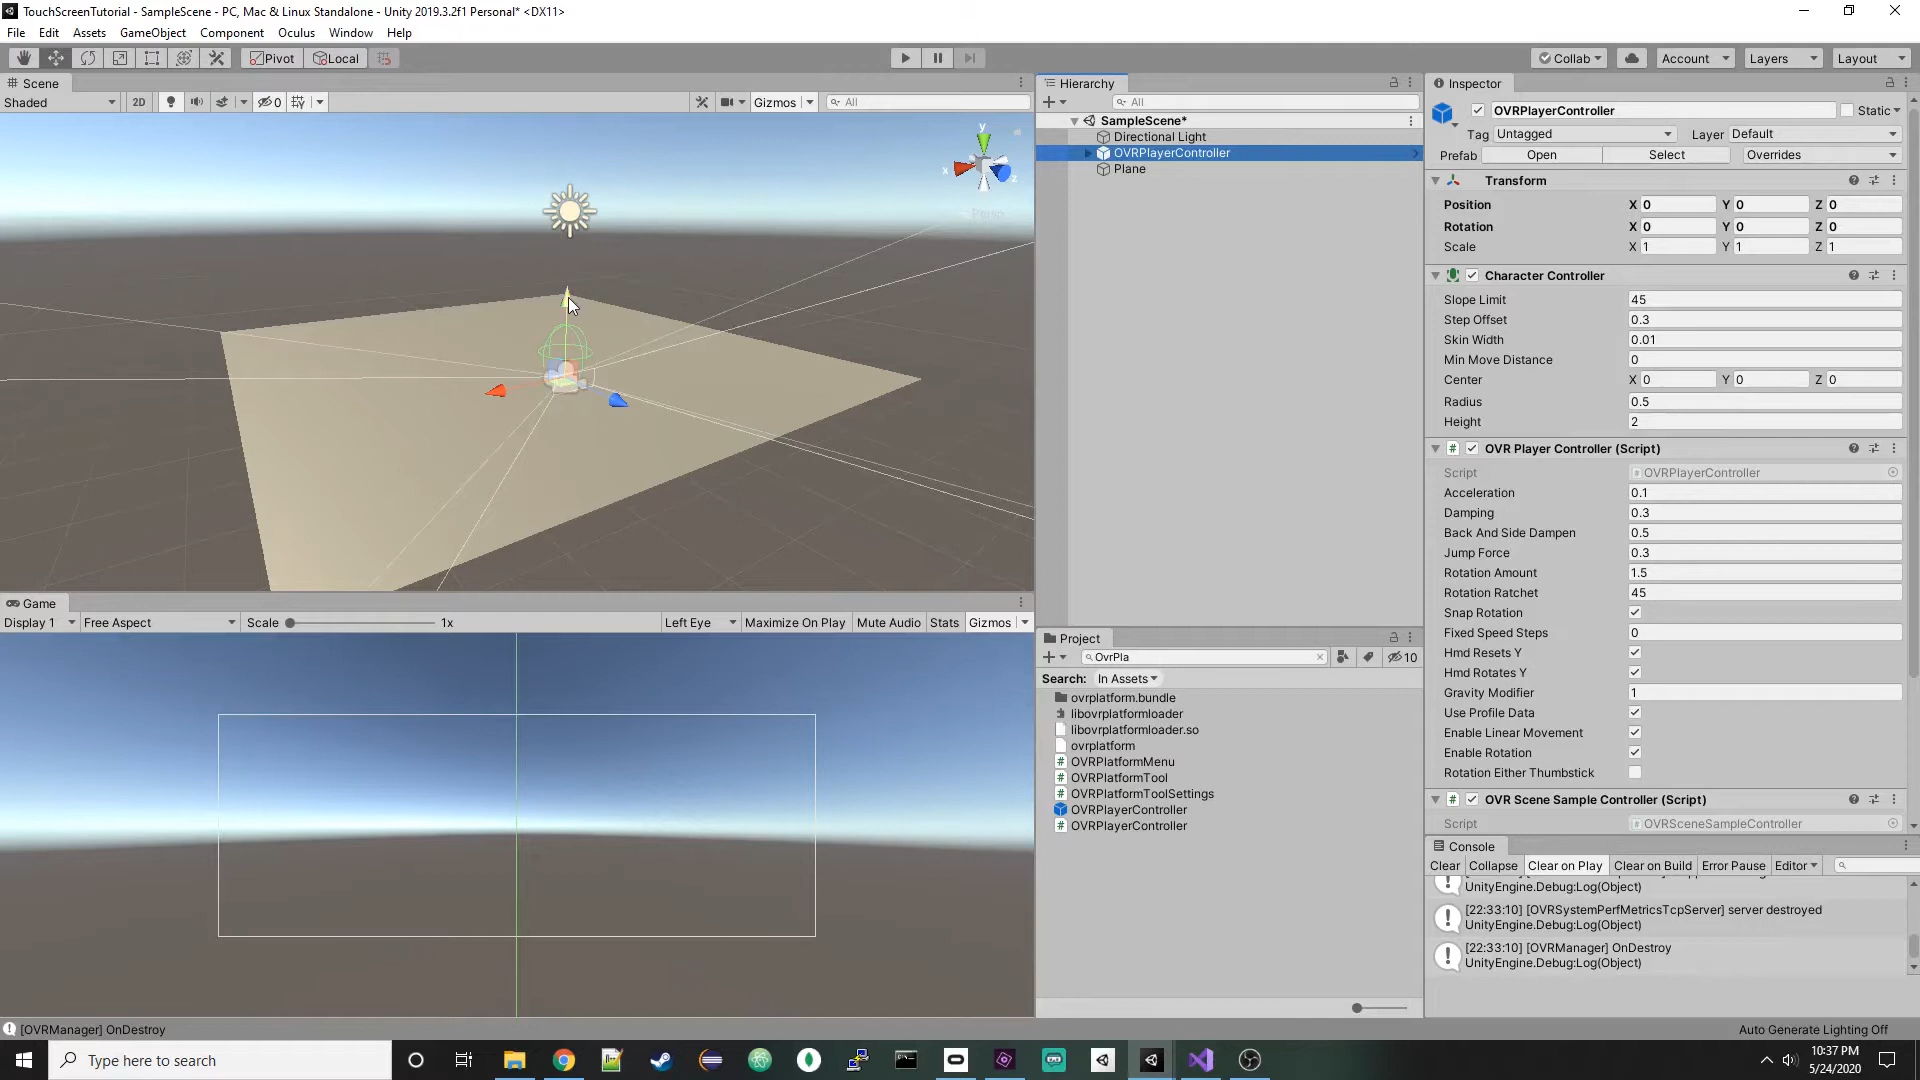 TouchScreenTutorial - SampleScene - PC, Mac & Linux Standalone - Unity 2019.3.2f1 Personal* <DX11>
File Edit Assets GameObject Component Oculus Window Help
Pivot Local Collab Account Layers Layout
Scene
Shaded 2D 0 Gizmos All
y
x
z
Persp
Hierarchy
All
SampleScene*
Directional Light
OVRPlayerController
Plane
Game
Display 1 Free Aspect Scale 1x Left Eye Maximize On Play Mute Audio Stats Gizmos
Project
OvrPla 10
Search: In Assets
ovrplatform.bundle
libovrplatformloader
libovrplatformloader.so
ovrplatform
OVRPlatformMenu
OVRPlatformTool
OVRPlatformToolSettings
OVRPlayerController
OVRPlayerController
Inspector
OVRPlayerController Static
Tag Untagged Layer Default
Prefab Open Select Overrides
Transform
Position X 0 Y 0 Z 0
Rotation X 0 Y 0 Z 0
Scale X 1 Y 1 Z 1
Character Controller
Slope Limit 45
Step Offset 0.3
Skin Width 0.01
Min Move Distance 0
Center X 0 Y 0 Z 0
Radius 0.5
Height 2
OVR Player Controller (Script)
Script OVRPlayerController
Acceleration 0.1
Damping 0.3
Back And Side Dampen 0.5
Jump Force 0.3
Rotation Amount 1.5
Rotation Ratchet 45
Snap Rotation
Fixed Speed Steps 0
Hmd Resets Y
Hmd Rotates Y
Gravity Modifier 1
Use Profile Data
Enable Linear Movement
Enable Rotation
Rotation Either Thumbstick
OVR Scene Sample Controller (Script)
Script OVRSceneSampleController
Console
Clear Collapse Clear on Play Clear on Build Error Pause Editor
UnityEngine.Debug:Log(Object)
[22:33:10] [OVRSystemPerfMetricsTcpServer] server destroyed
UnityEngine.Debug:Log(Object)
[22:33:10] [OVRManager] OnDestroy
UnityEngine.Debug:Log(Object)
[OVRManager] OnDestroy
Auto Generate Lighting Off
Type here to search
10:37 PM
5/24/2020